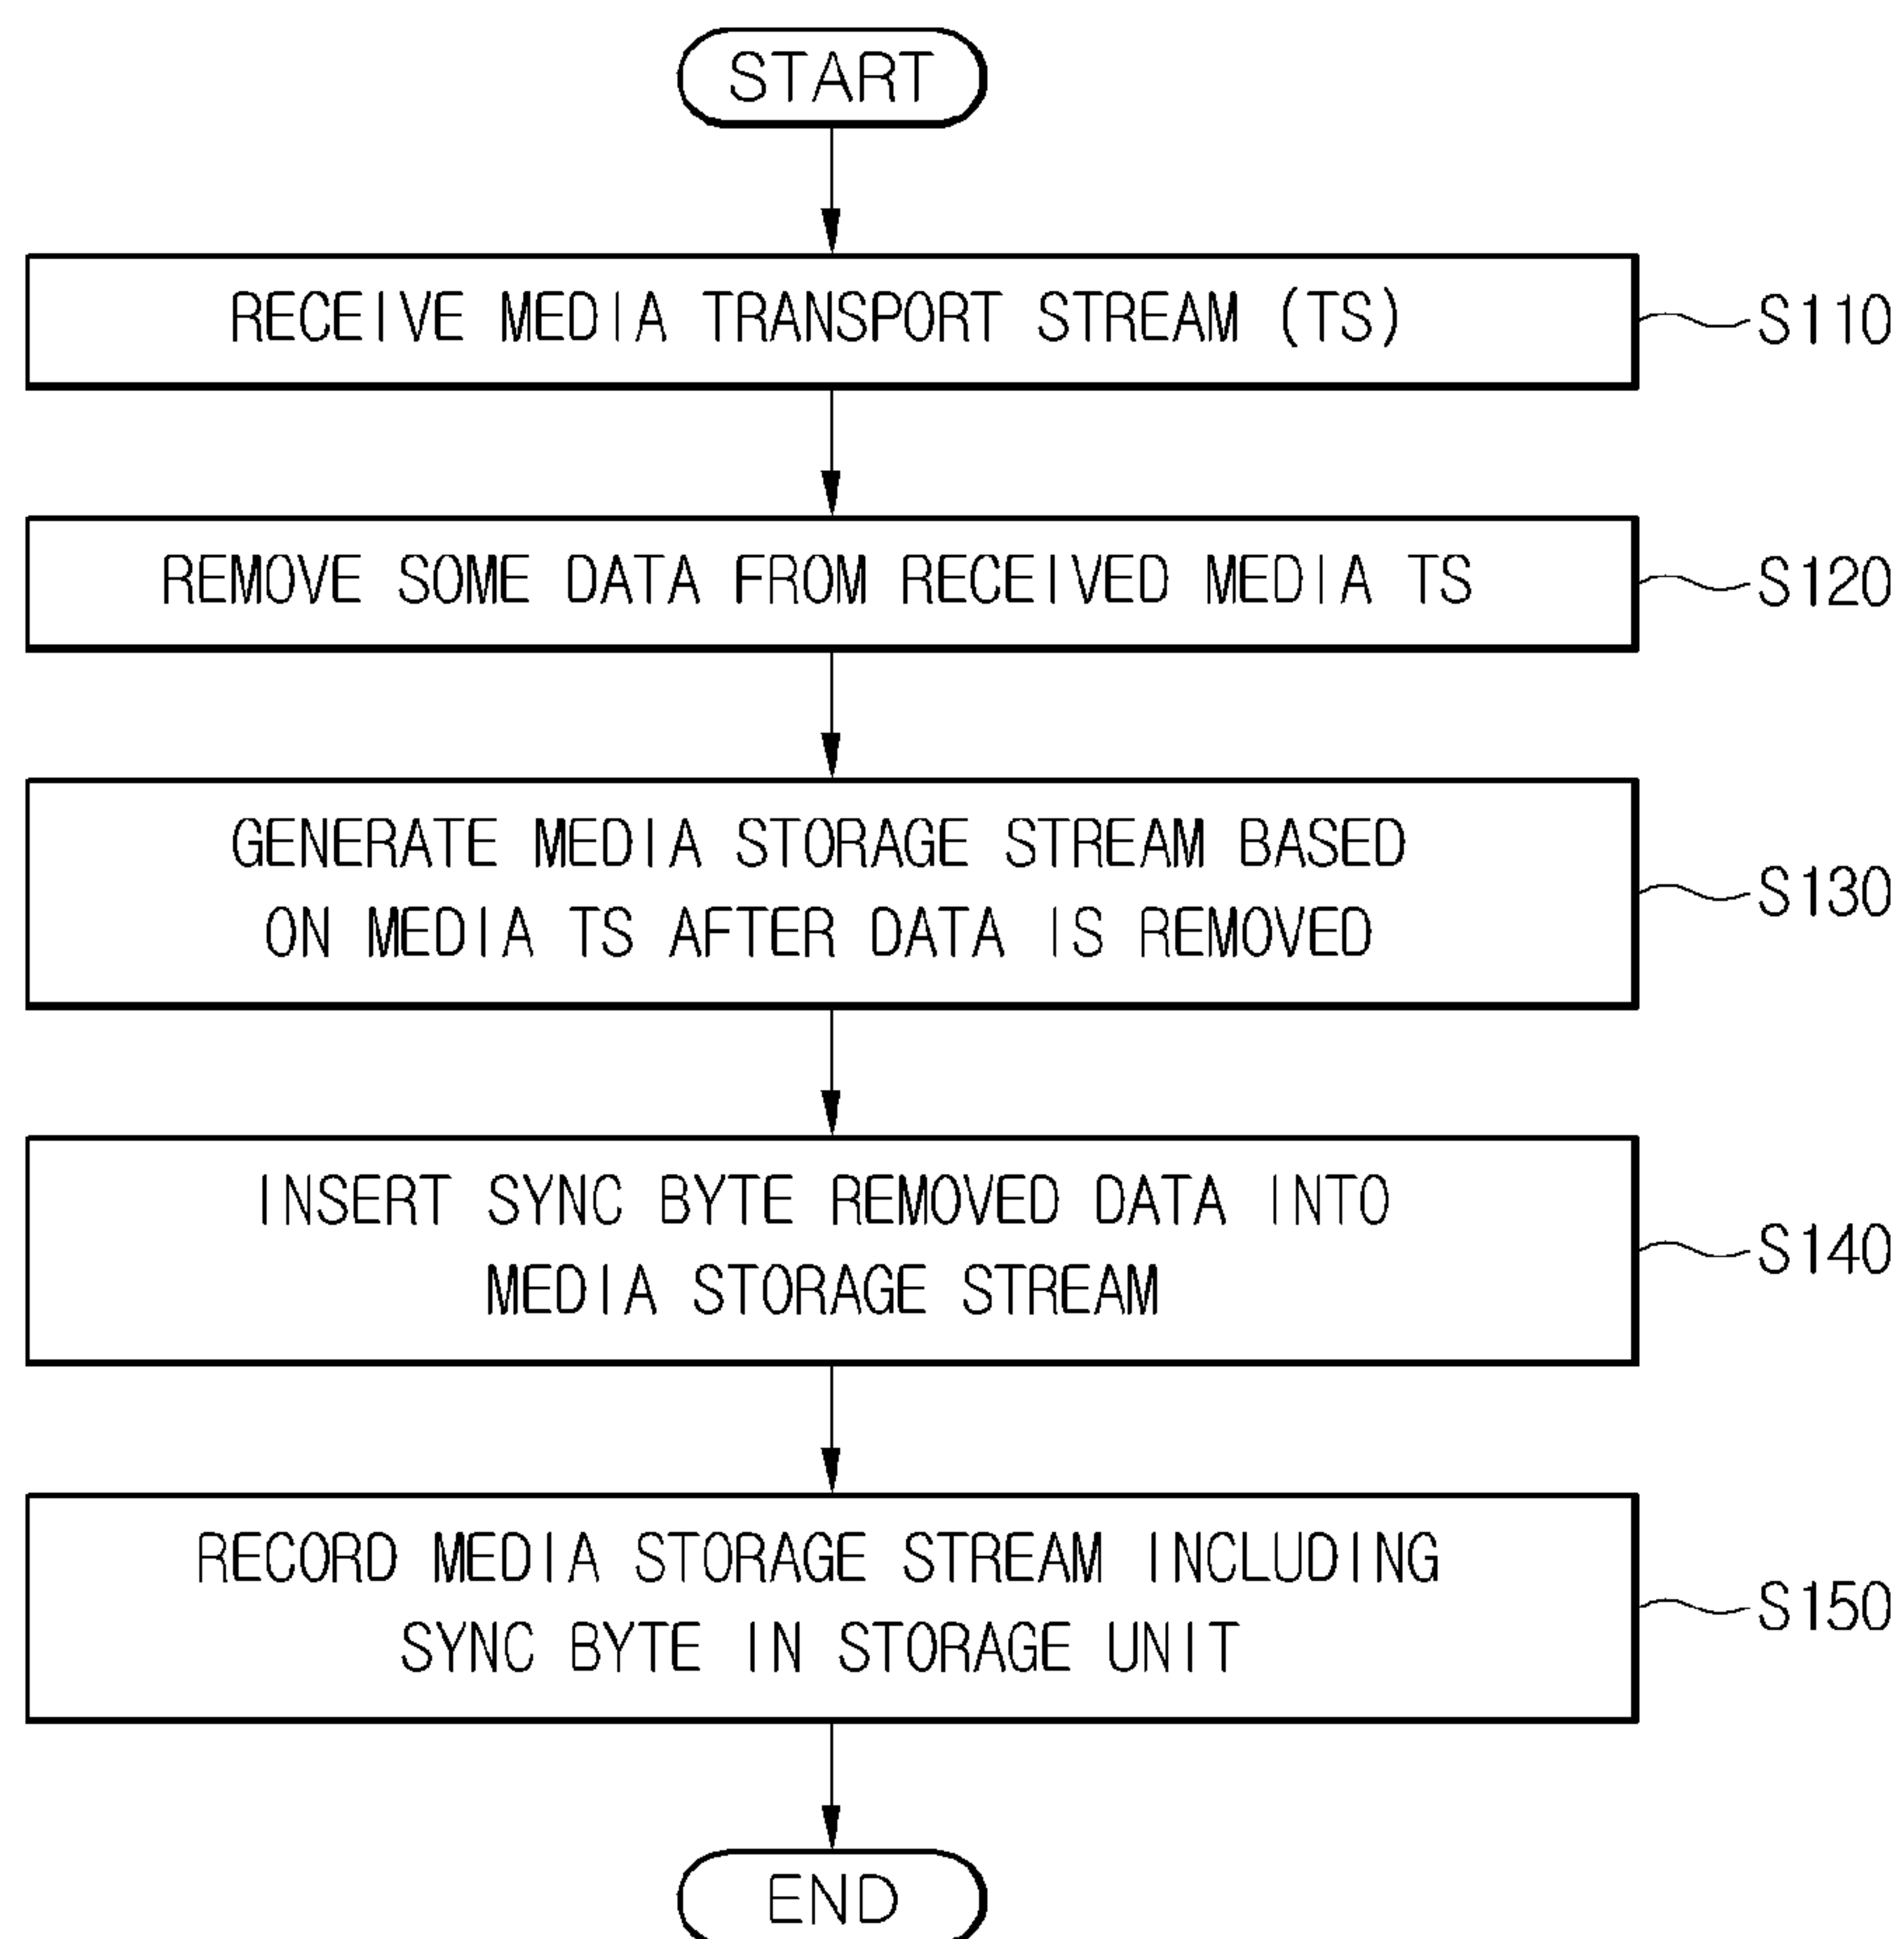 START
RECEIVE MEDIA TRANSPORT STREAM (TS)
S110
REMOVE SOME DATA FROM RECEIVED MEDIA TS
S120
GENERATE MEDIA STORAGE STREAM BASED
ON MEDIA TS AFTER DATA IS REMOVED
S130
INSERT SYNC BYTE REMOVED DATA INTO
MEDIA STORAGE STREAM
S140
RECORD MEDIA STORAGE STREAM INCLUDING
SYNC BYTE IN STORAGE UNIT
S150
END